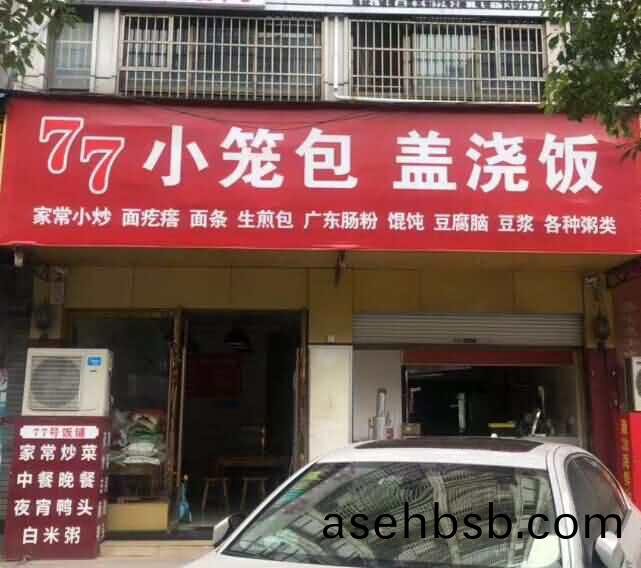 77 小笼包 盖浇饭
家常小炒 面疙瘩 面条 生煎包 广东肠粉 馄饨 豆腐脑 豆浆 各种粥类
77号饭铺
家常炒菜
中餐晚餐
夜宵鸭头
白米粥
asehbsb.com